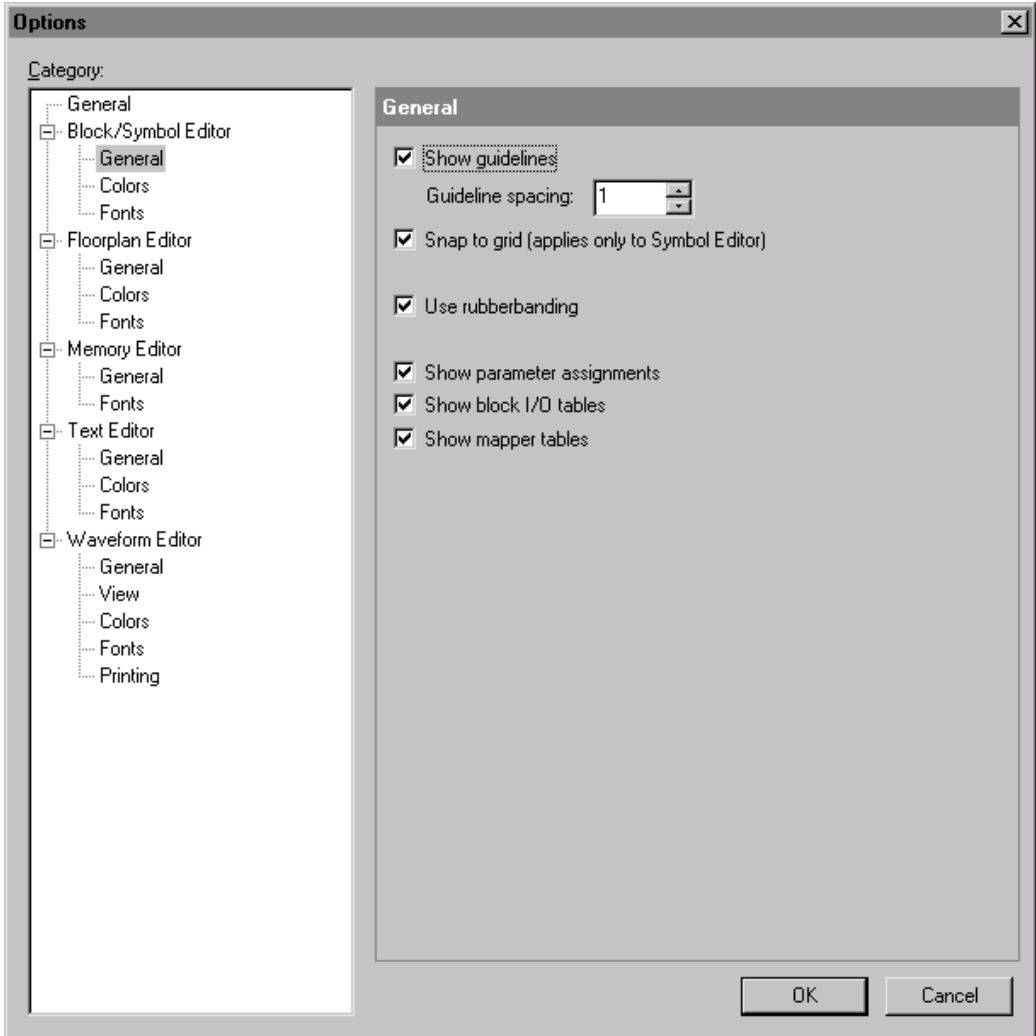 Options
Category:
General
Block/Symbol Editor
General
Colors
Fonts
Floorplan Editor
General
Colors
Fonts
Memory Editor
General
Fonts
Text Editor
General
Colors
Fonts
Waveform Editor
General
View
Colors
Fonts
Printing
General
Show guidelines
Guideline spacing: 1
Snap to grid (applies only to Symbol Editor)
Use rubberbanding
Show parameter assignments
Show block I/O tables
Show mapper tables
OK Cancel